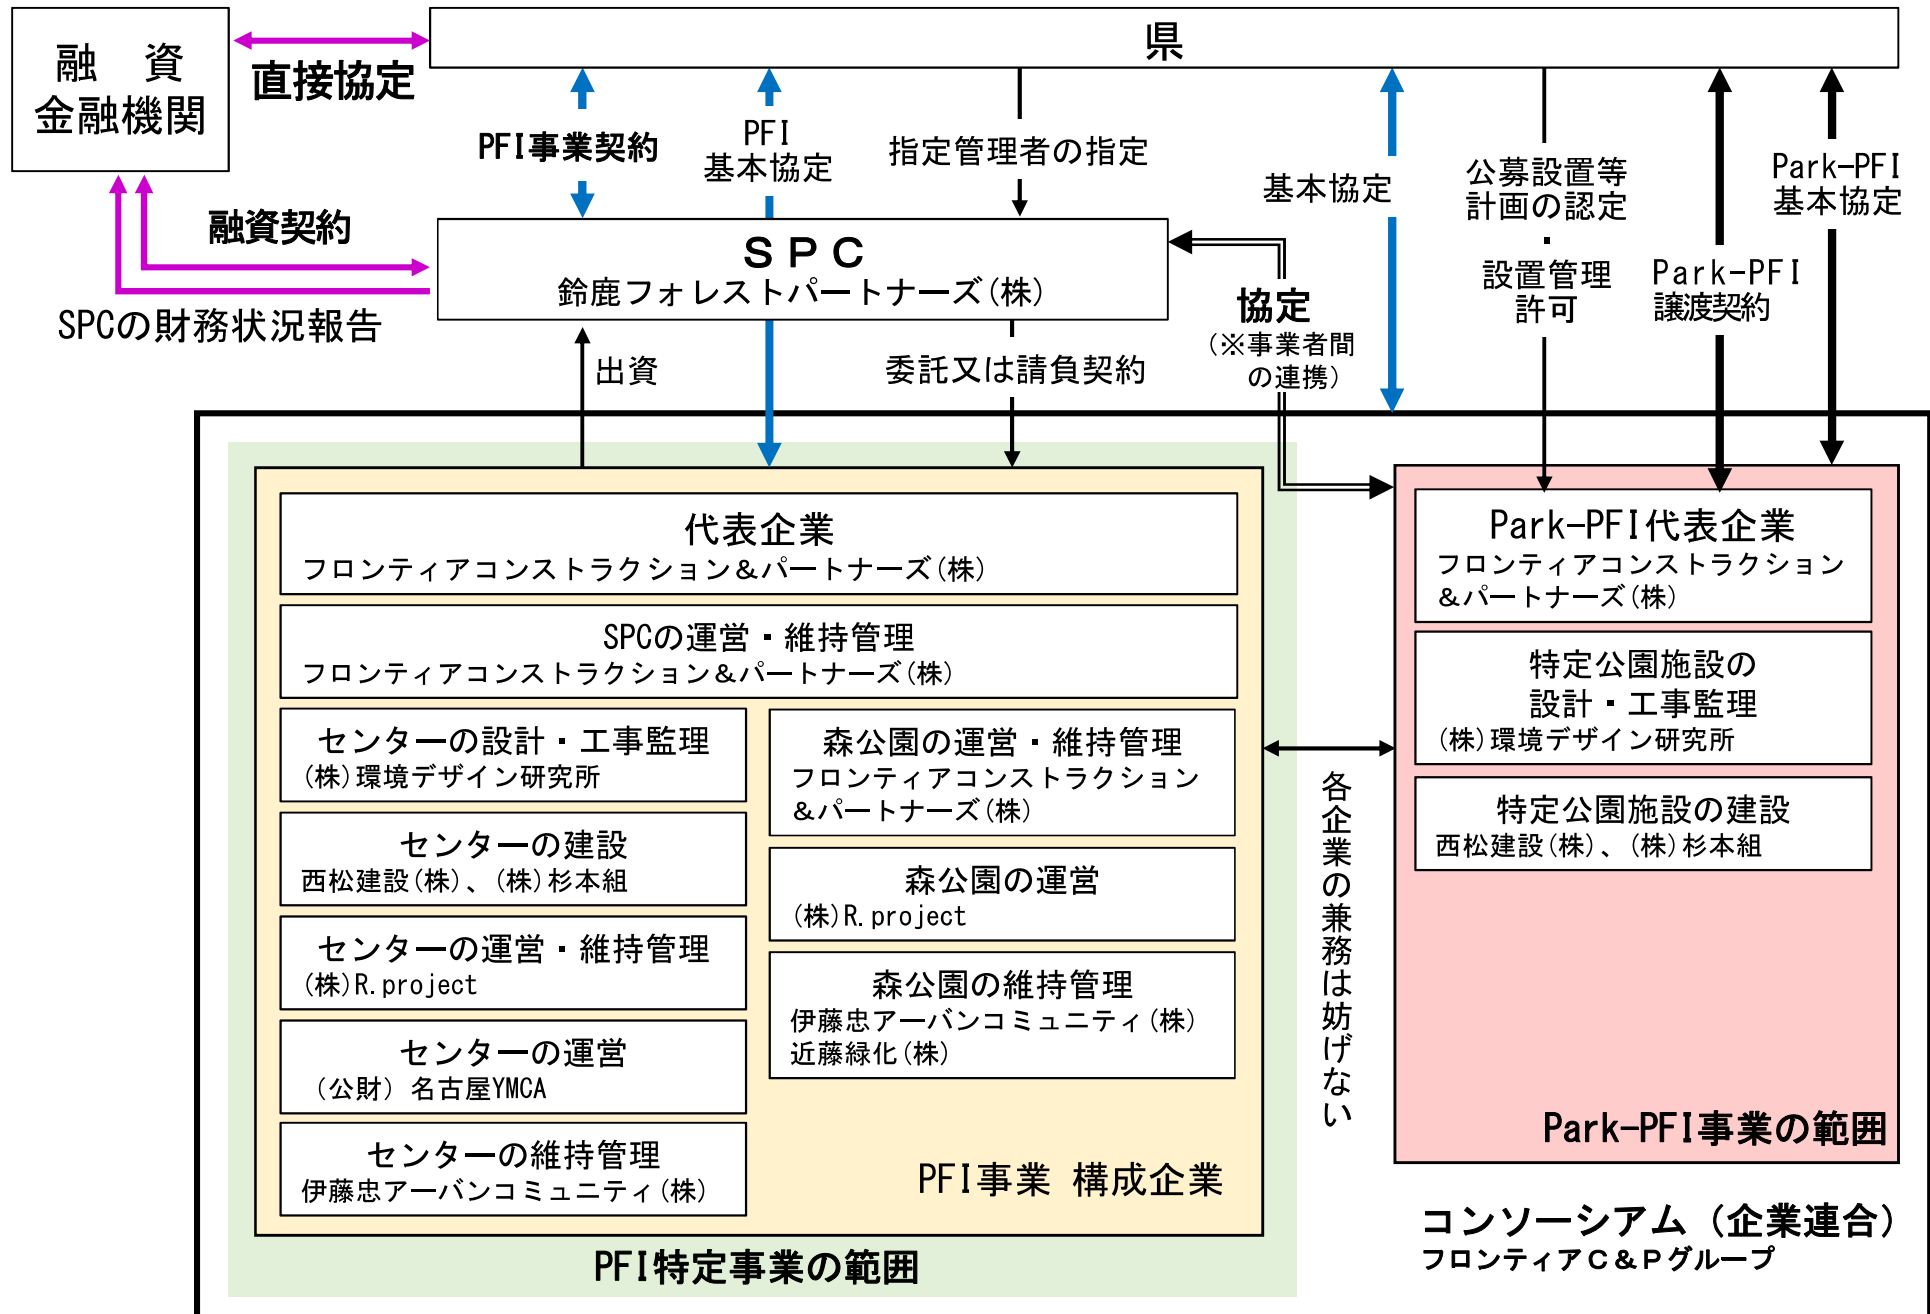 融　資
金融機関
県
直接協定
PFI事業契約
PFI
基本協定
指定管理者の指定
基本協定
公募設置等
計画の認定
・
設置管理
許可
Park-PFI
譲渡契約
Park-PFI
基本協定
融資契約
SPCの財務状況報告
ＳＰＣ
鈴鹿フォレストパートナーズ(株)
協定
(※事業者間
の連携)
出資
委託又は請負契約
代表企業
フロンティアコンストラクション＆パートナーズ(株)
SPCの運営・維持管理
フロンティアコンストラクション＆パートナーズ(株)
センターの設計・工事監理
(株)環境デザイン研究所
センターの建設
西松建設(株)、(株)杉本組
センターの運営・維持管理
(株)R.project
センターの運営
(公財) 名古屋YMCA
センターの維持管理
伊藤忠アーバンコミュニティ(株)
森公園の運営・維持管理
フロンティアコンストラクション
＆パートナーズ(株)
森公園の運営
(株)R.project
森公園の維持管理
伊藤忠アーバンコミュニティ(株)
近藤緑化(株)
PFI事業 構成企業
PFI特定事業の範囲
各企業の兼務は妨げない
Park-PFI代表企業
フロンティアコンストラクション
＆パートナーズ(株)
特定公園施設の
設計・工事監理
(株)環境デザイン研究所
特定公園施設の建設
西松建設(株)、(株)杉本組
Park-PFI事業の範囲
コンソーシアム（企業連合）
フロンティアＣ＆Ｐグループ